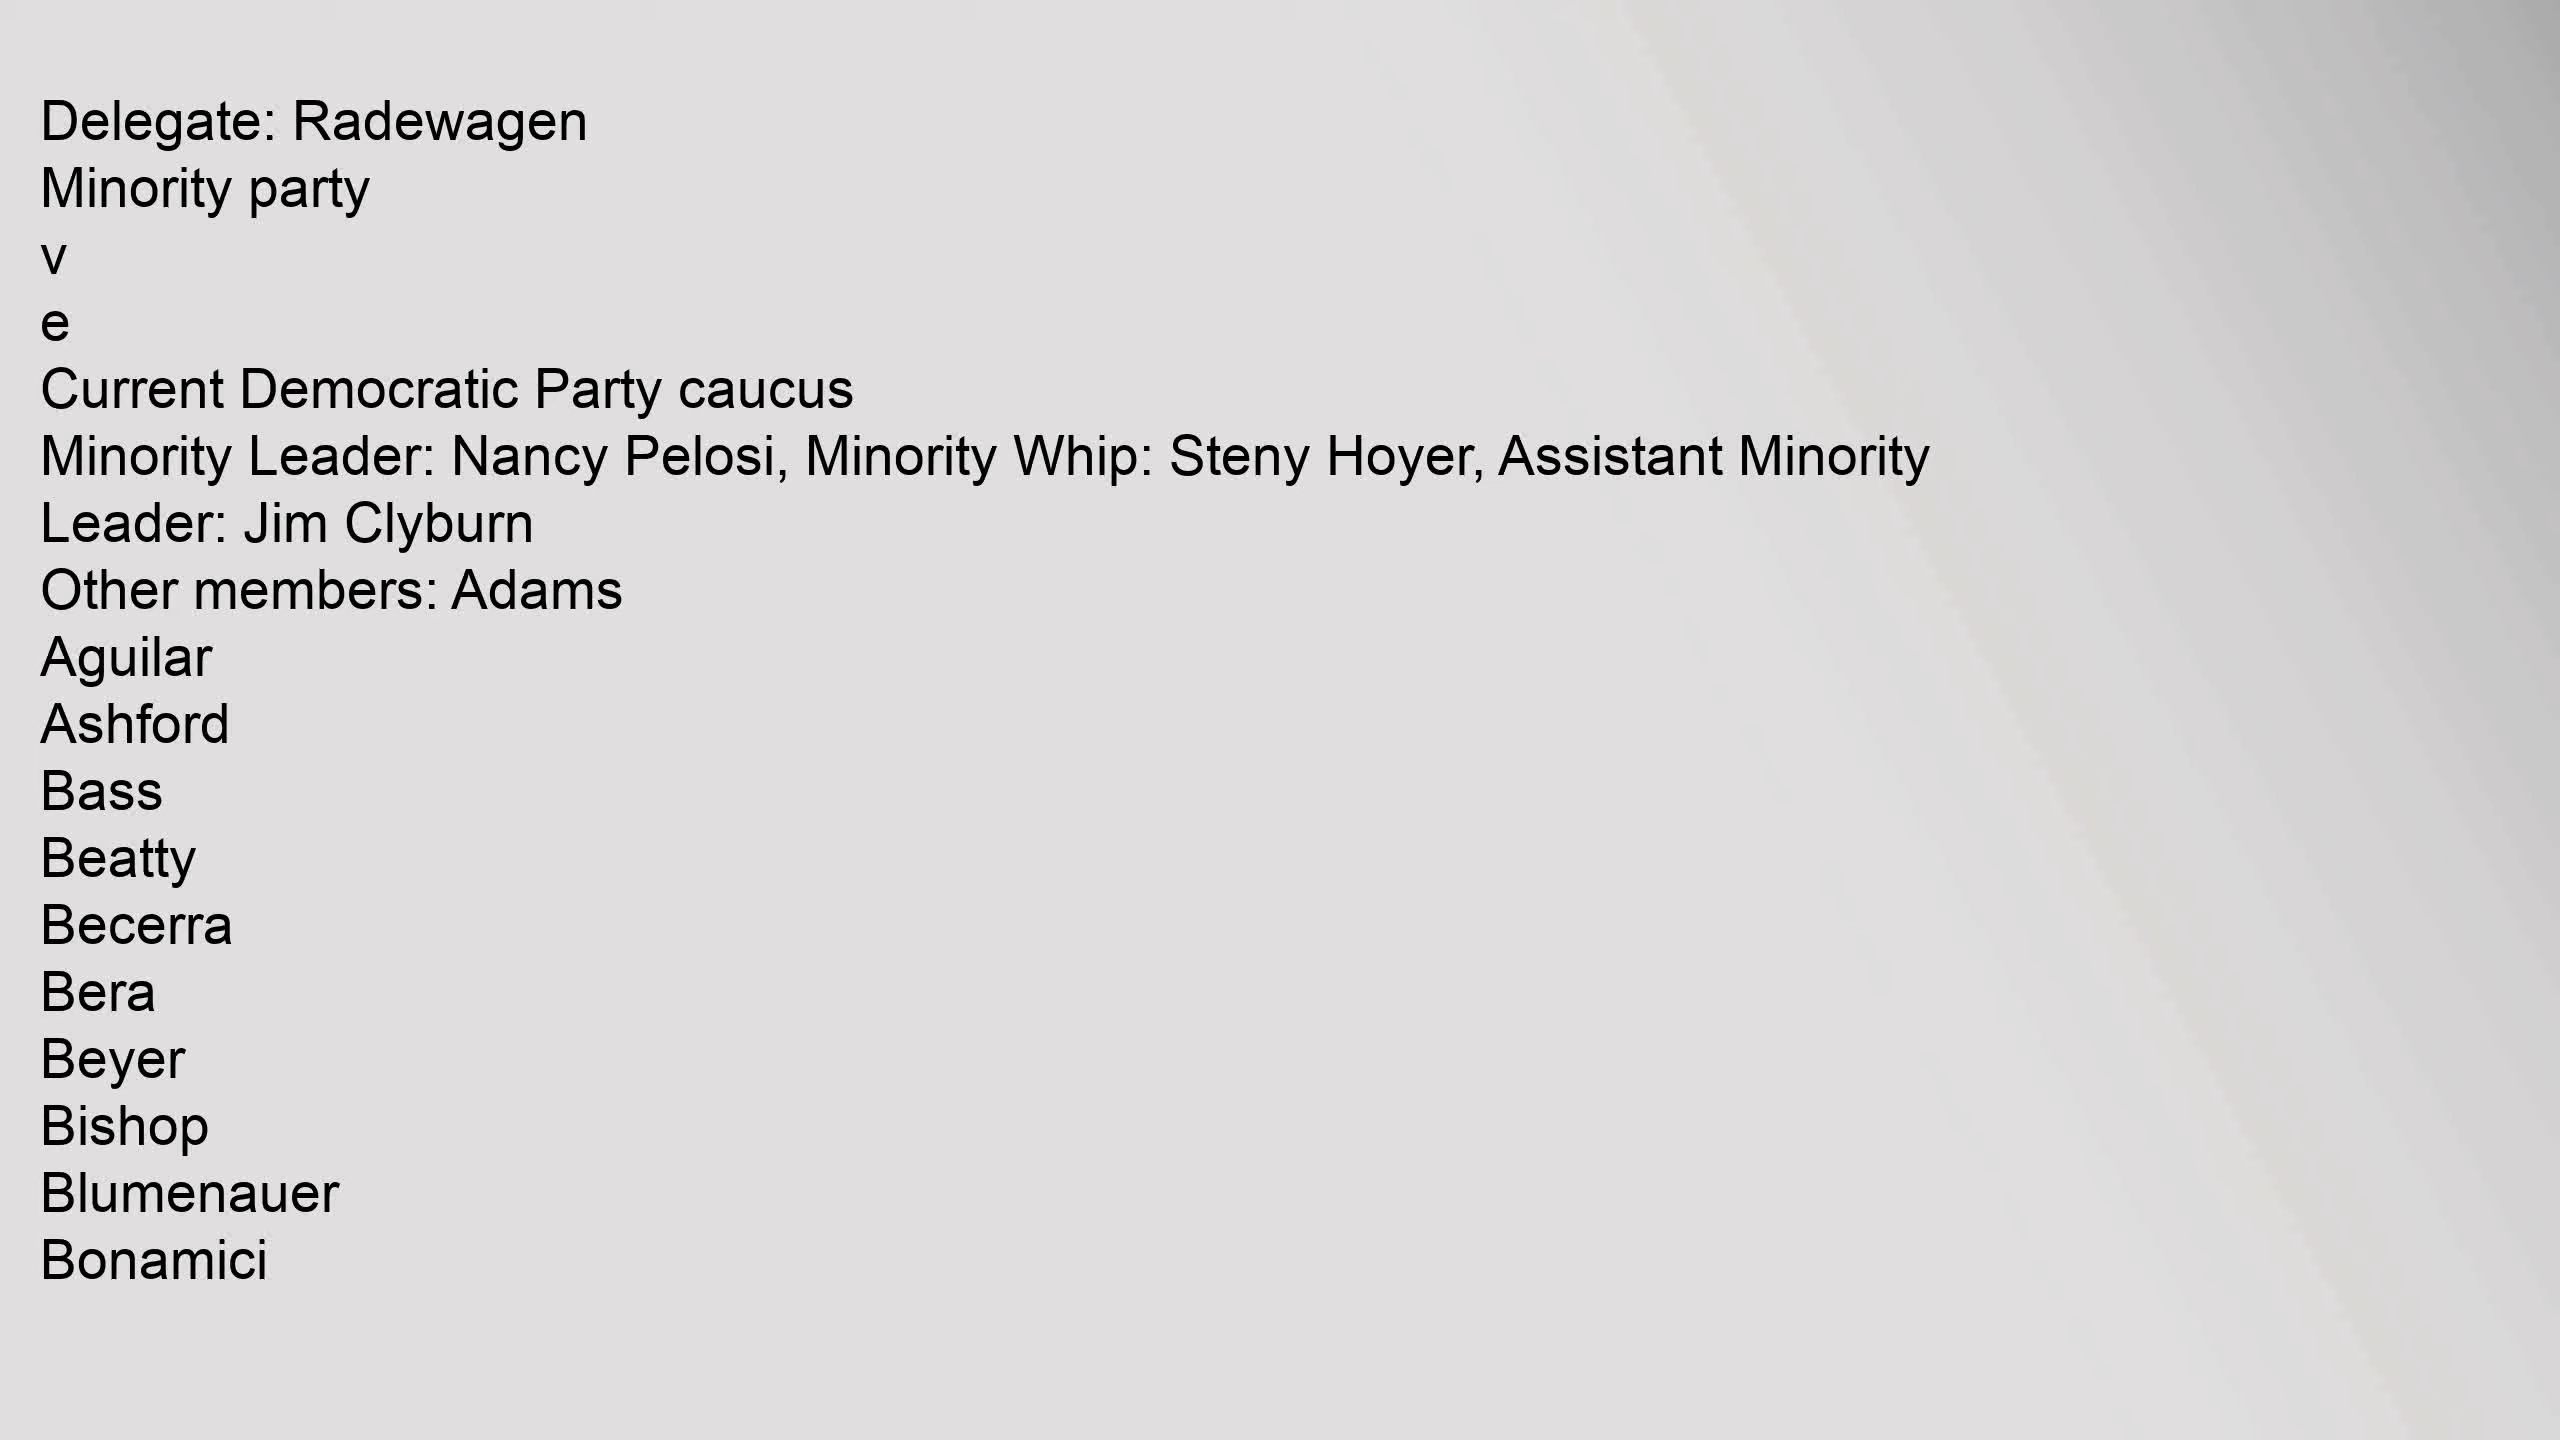 Delegate: Radewagen
Minority party
v
e
Current Democratic Party caucus
Minority Leader: Nancy Pelosi, Minority Whip: Steny Hoyer, Assistant Minority
Leader: Jim Clyburn
Other members: Adams
Aguilar
Ashford
Bass
Beatty
Becerra
Bera
Beyer
Bishop
Blumenauer
Bonamici